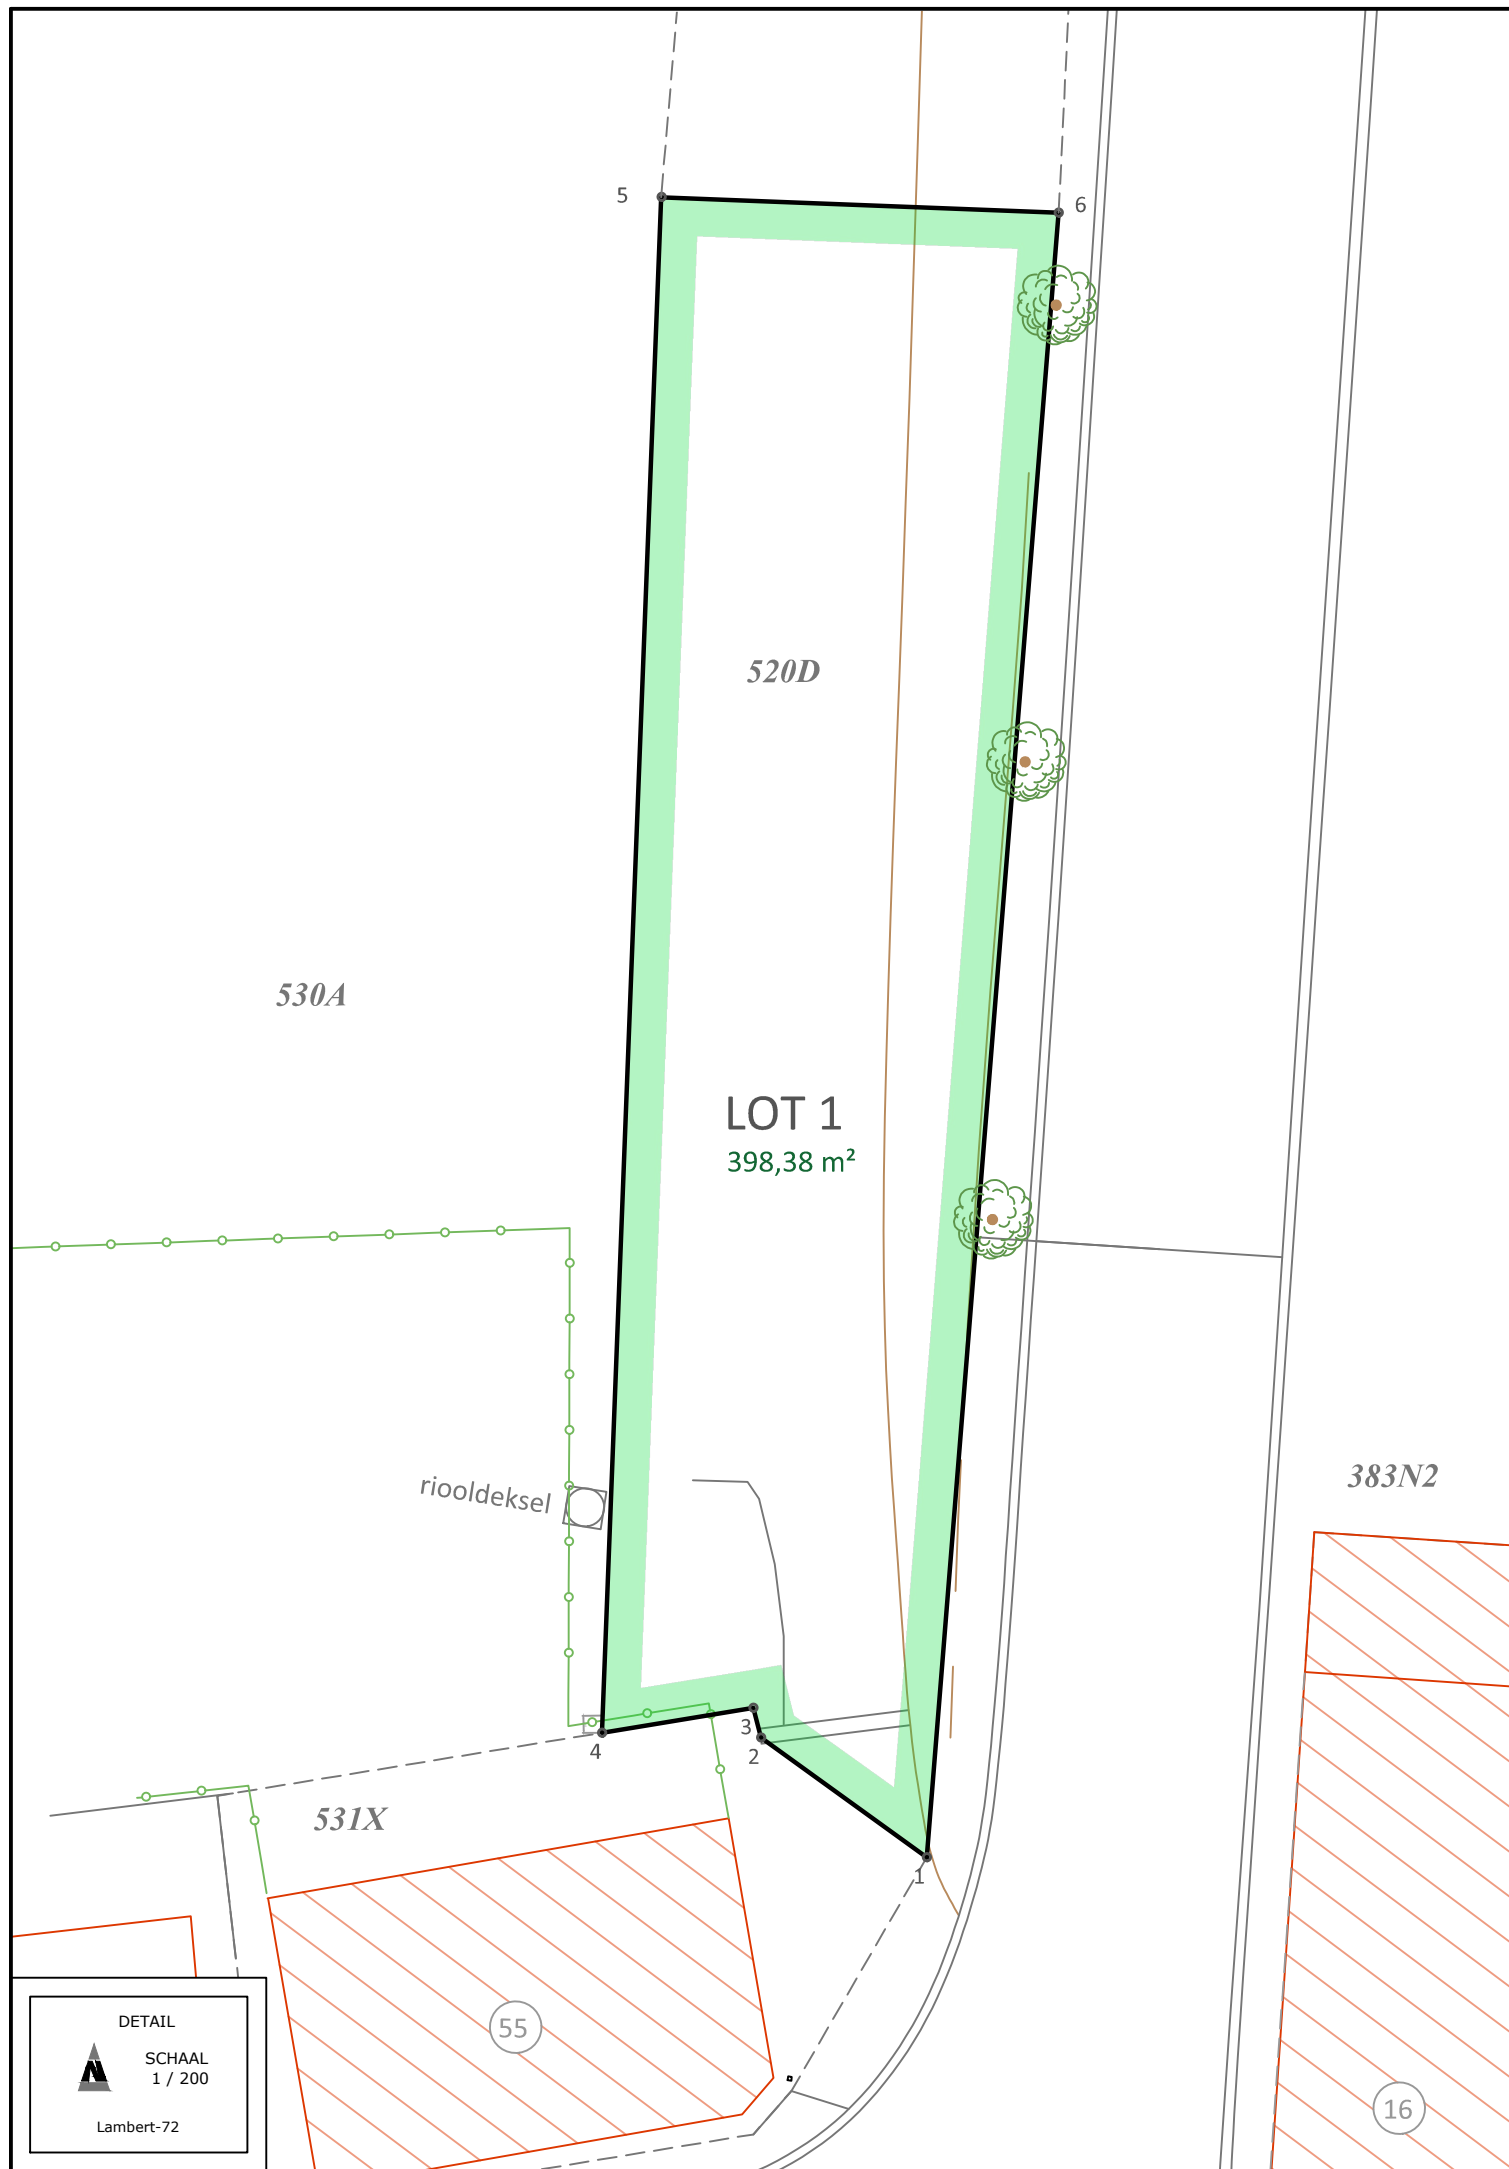 5
6
520D
530A
LOT 1
398,38 m²
riooldeksel
383N2
3
2
4
531X
1
DETAIL
N
SCHAAL
1 / 200
Lambert-72
55
16